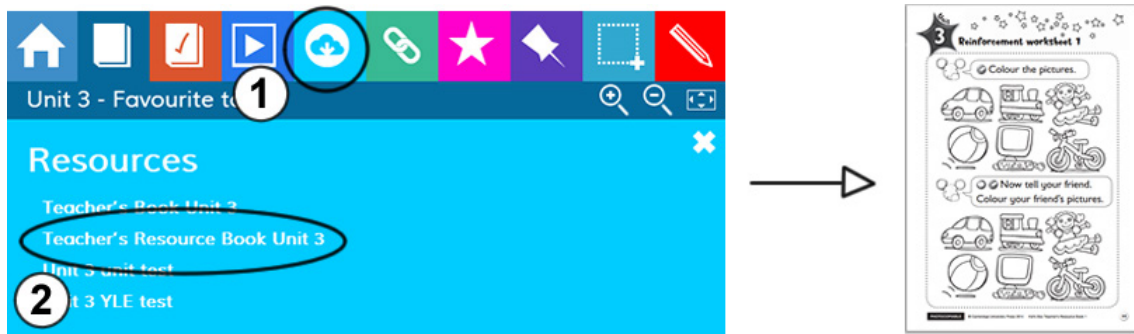 1
Unit 3 - Favourite to
Resources
Teacher's Book Unit 3
Teacher's Resource Book Unit 3
Unit 3 unit test
2
t 3 YLE test
3
Reinforcement worksheet 1
Colour the pictures.
Now tell your friend.
Colour your friend's pictures.
PHOTOCOPIABLE